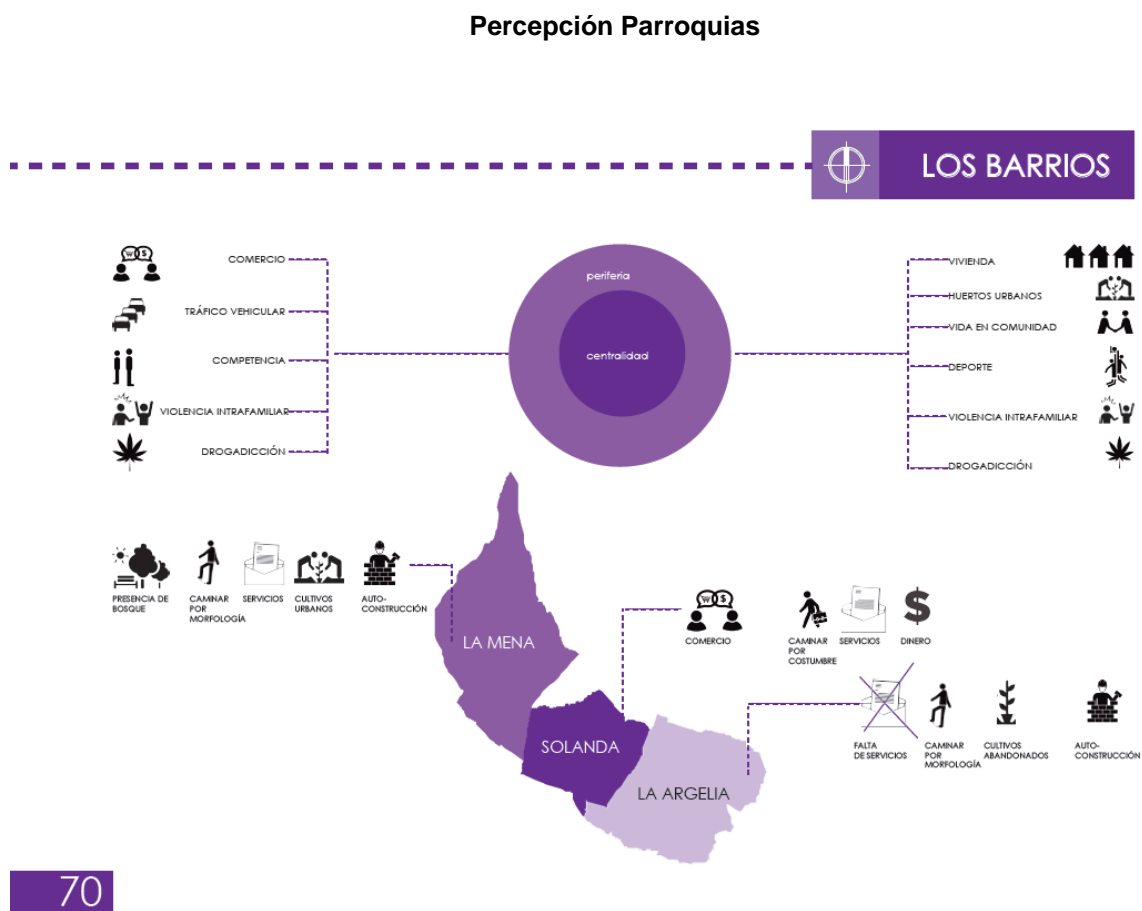 Percepción Parroquias
LOS BARRIOS
COMERCIO
TRÁFICO VEHICULAR
COMPETENCIA
VIOLENCIA INTRAFAMILIAR
DROGADICCIÓN
periferia
centralidad
VIVIENDA
HUERTOS URBANOS
VIDA EN COMUNIDAD
DEPORTE
VIOLENCIA INTRAFAMILIAR
DROGADICCIÓN
PRESENCIA DE
BOSQUE
CAMINAR
POR
MORFOLOGÍA
SERVICIOS
CULTIVOS
URBANOS
AUTO-
CONSTRUCCIÓN
LA MENA
SOLANDA
LA ARGELIA
COMERCIO
CAMINAR
POR
COSTUMBRE
SERVICIOS
DINERO
FALTA
DE SERVICIOS
CAMINAR
POR
MORFOLOGÍA
CULTIVOS
ABANDONADOS
AUTO-
CONSTRUCCIÓN
70